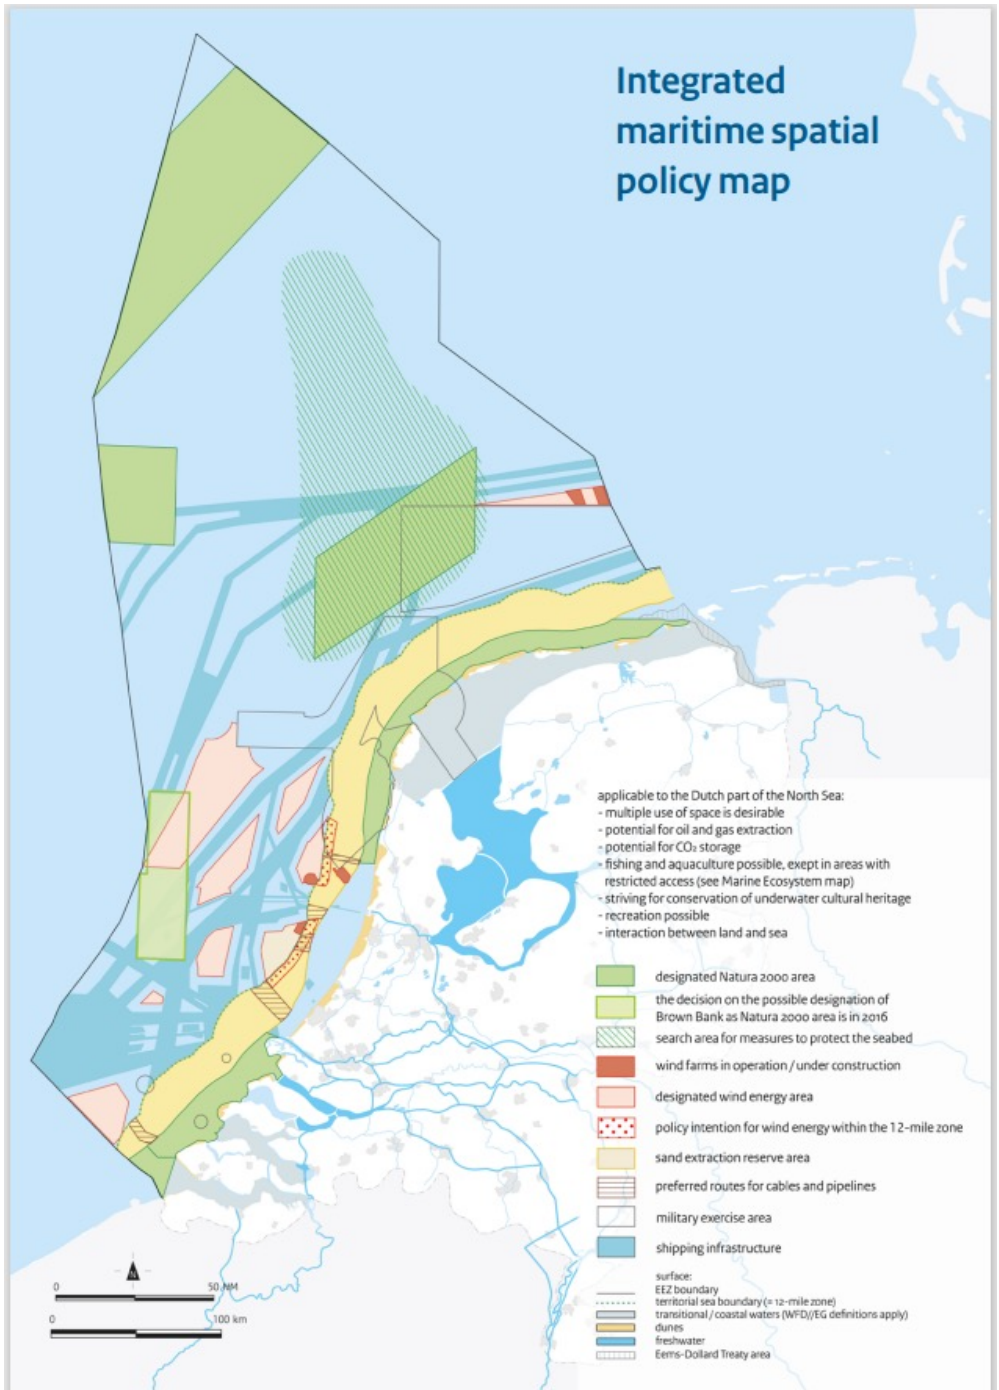 Integrated
maritime spatial
policy map
applicable to the Dutch part of the North Sea:
- multiple use of space is desirable
- potential for oil and gas extraction
- potential for CO₂ storage
- fishing and aquaculture possible, exept in areas with
restricted access (see Marine Ecosystem map)
- striving for conservation of underwater cultural heritage
- recreation possible
- interaction between land and sea
designated Natura 2000 area
the decision on the possible designation of
Brown Bank as Natura 2000 area is in 2016
search area for measures to protect the seabed
wind farms in operation / under construction
designated wind energy area
policy intention for wind energy within the 12-mile zone
sand extraction reserve area
preferred routes for cables and pipelines
military exercise area
shipping infrastructure
surface:
EEZ boundary
territorial sea boundary (= 12-mile zone)
transitional / coastal waters (WFD//EG definitions apply)
dunes
freshwater
Eems-Dollard Treaty area
N
0 50 NM
0 100 km